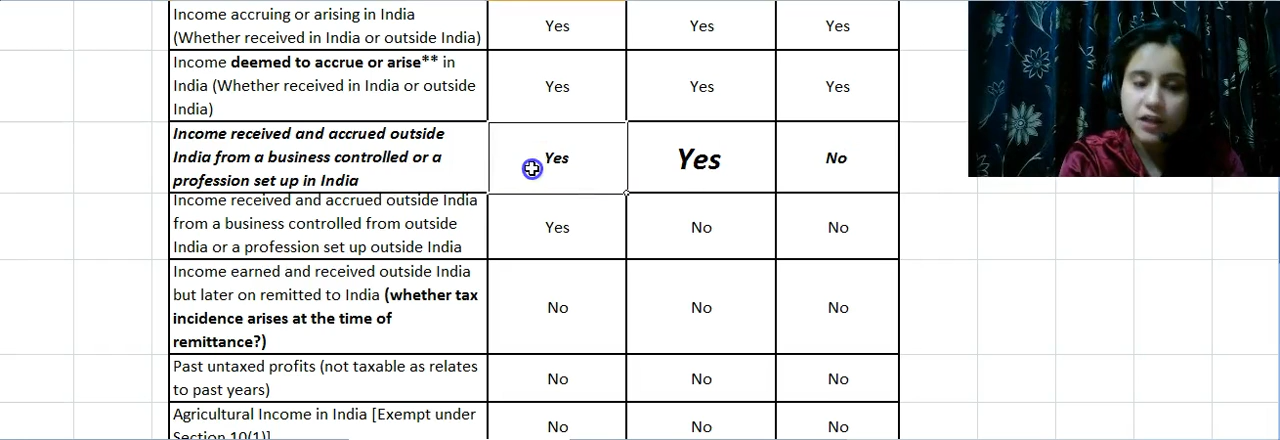 Income accruing or arising in India
(Whether received in India or outside India)
Yes
Yes
Yes
Income deemed to accrue or arise** in
India (Whether received in India or outside
India)
Yes
Yes
Yes
Income received and accrued outside
India from a business controlled or a
profession set up in India
Yes
Yes
No
Income received and accrued outside India
from a business controlled from outside
India or a profession set up outside India
Yes
No
No
Income earned and received outside India
but later on remitted to India (whether tax
incidence arises at the time of
remittance?)
No
No
No
Past untaxed profits (not taxable as relates
to past years)
No
No
No
Agricultural Income in India [Exempt under
Section 10(1)]
No
No
No